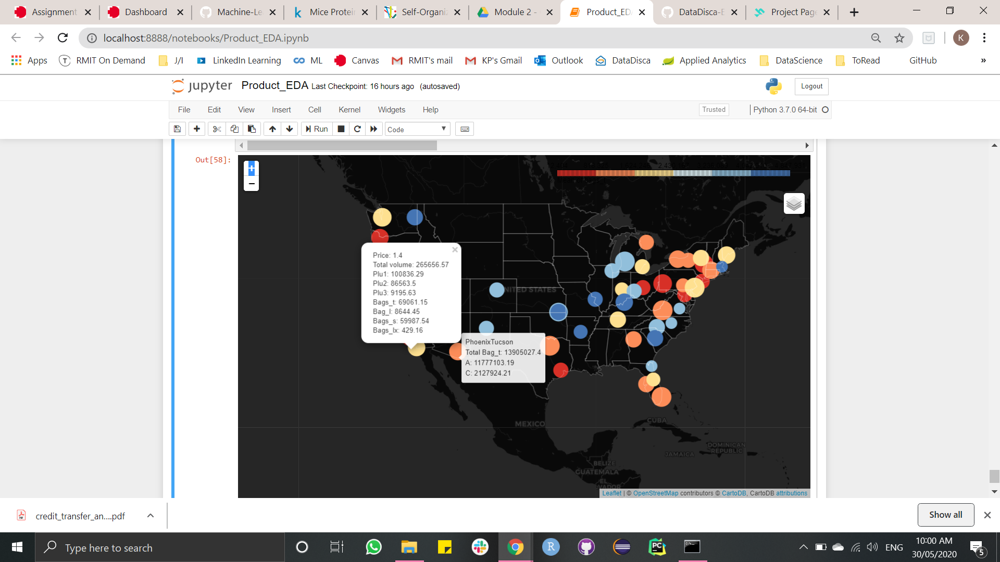 Assignment
Dashboard
Machine-Le
Mice Protei
Self-Organi
Module 2 -
Product_ED
DataDisca-E
Project Page
localhost:8888/notebooks/Product_EDA.ipynb
K
Apps
T
RMIT On Demand
J/I
LinkedIn Learning
ML
Canvas
RMIT's mail
KP's Gmail
Outlook
DataDisca
Applied Analytics
DataScience
ToRead
GitHub
»
jupyter
Product_EDA Last Checkpoint: 16 hours ago (autosaved)
Logout
File
Edit
View
Insert
Cell
Kernel
Widgets
Help
Trusted
Python 3.7.0 64-bit
Run
Code
Out[58]:
+
−
Price: 1.4
Total volume: 265656.57
Plu1: 100836.29
Plu2: 86563.5
Plu3: 9195.63
Bags_t: 69061.15
Bag_l: 8644.45
Bags_s: 59987.54
Bags_lx: 429.16
×
UNITED STATES
PhoenixTucson
Total Bag_t: 13905027.4
A: 11777103.19
C: 2127924.21
MEXICO
CUBA
DOMINICAN
REPUBLIC
JAMAICA
BELIZE
GUATEMALA
EL
SALVADOR
Leaflet | © OpenStreetMap contributors © CartoDB, CartoDB attributions
credit_transfer_an....pdf
Show all
Type here to search
ENG
10:00 AM
30/05/2020
5